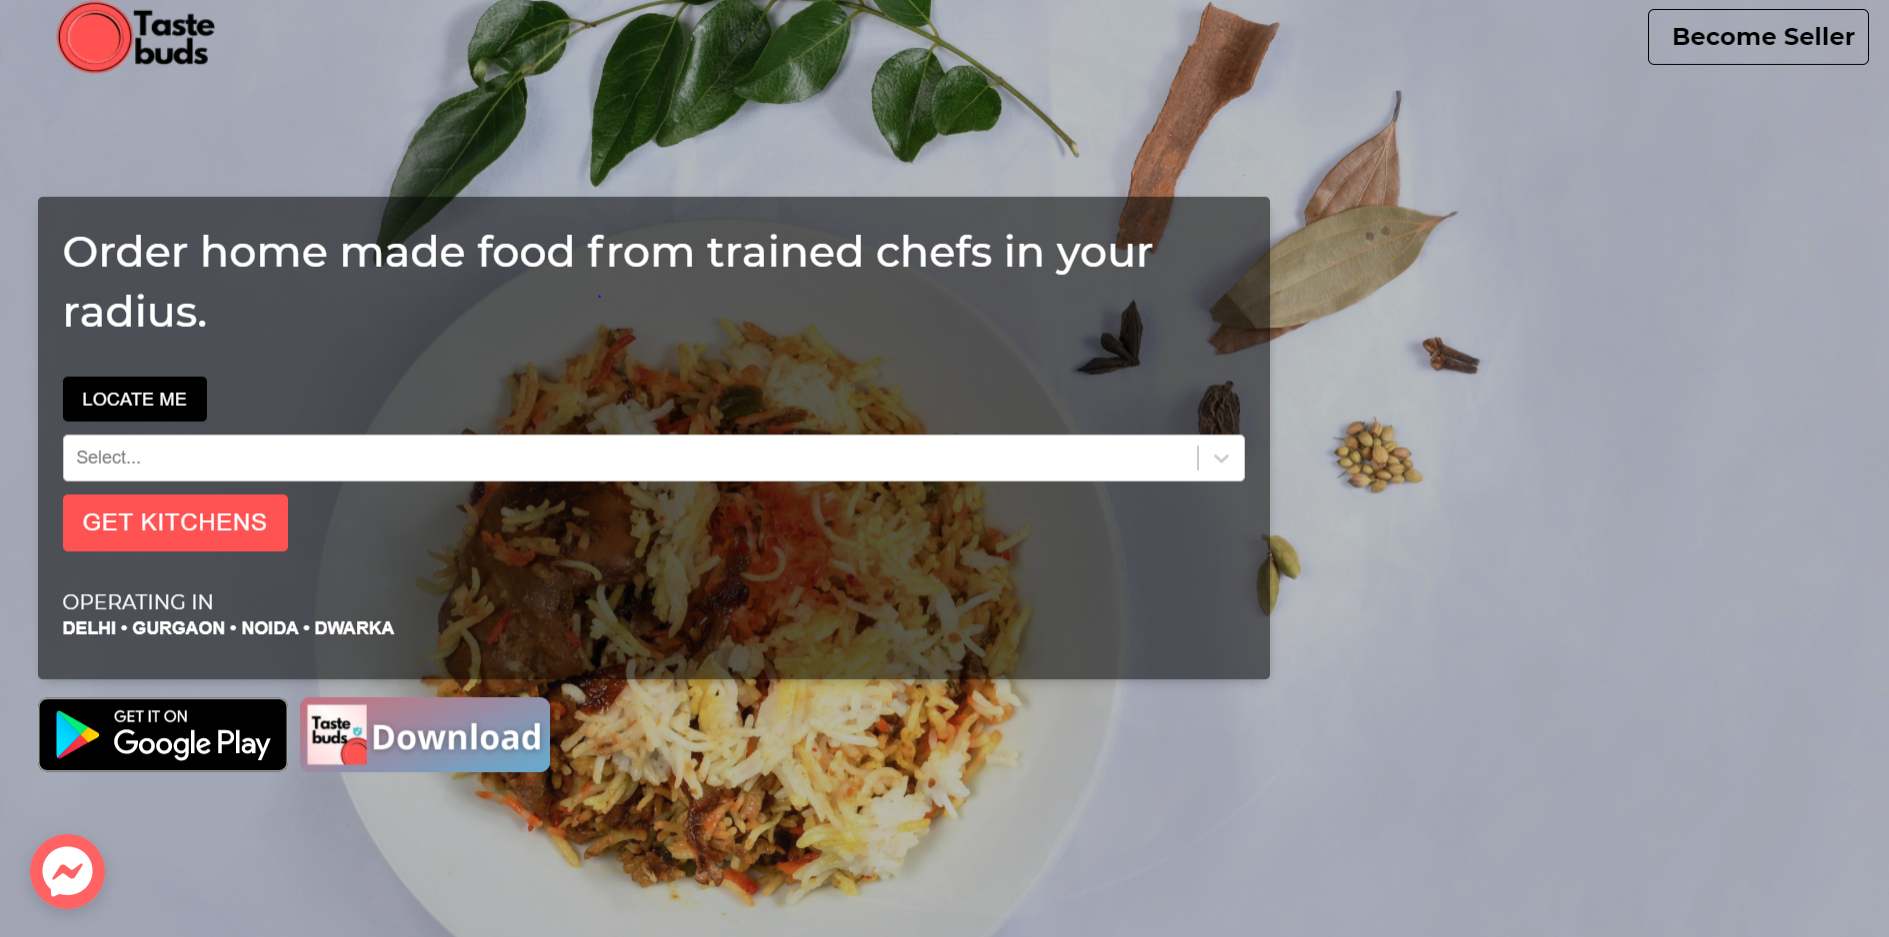 Taste
buds
Become Seller
Order home made food from trained chefs in your
radius.
LOCATE ME
Select...
GET KITCHENS
OPERATING IN
DELHI • GURGAON • NOIDA • DWARKA
GET IT ON
Google Play
Taste
buds
Download